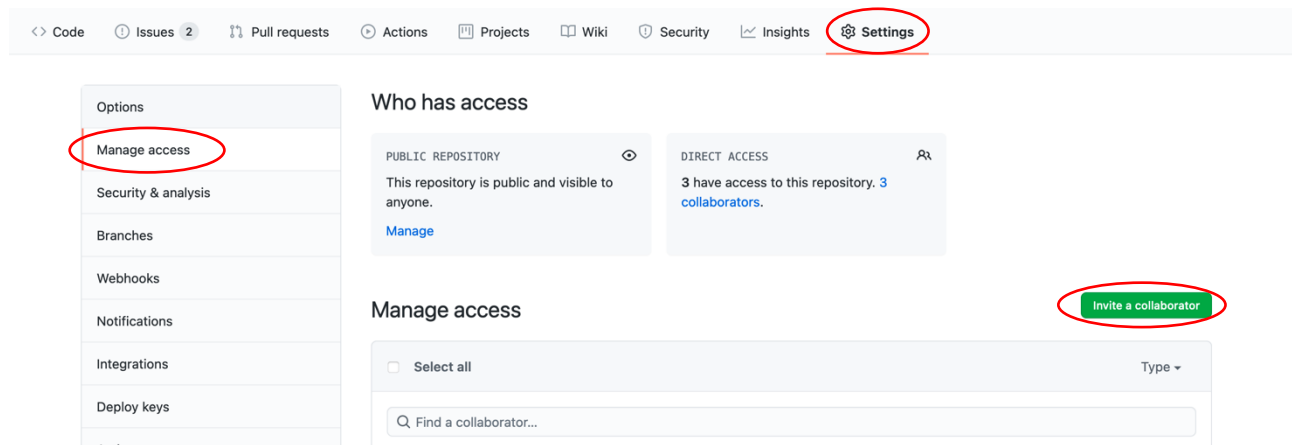 Code Issues 2 Pull requests Actions Projects Wiki Security Insights Settings
Options
Manage access
Security & analysis
Branches
Webhooks
Notifications
Integrations
Deploy keys
Who has access
PUBLIC REPOSITORY
This repository is public and visible to
anyone.
Manage
DIRECT ACCESS
3 have access to this repository. 3
collaborators.
Manage access
Invite a collaborator
Select all
Type
Find a collaborator...